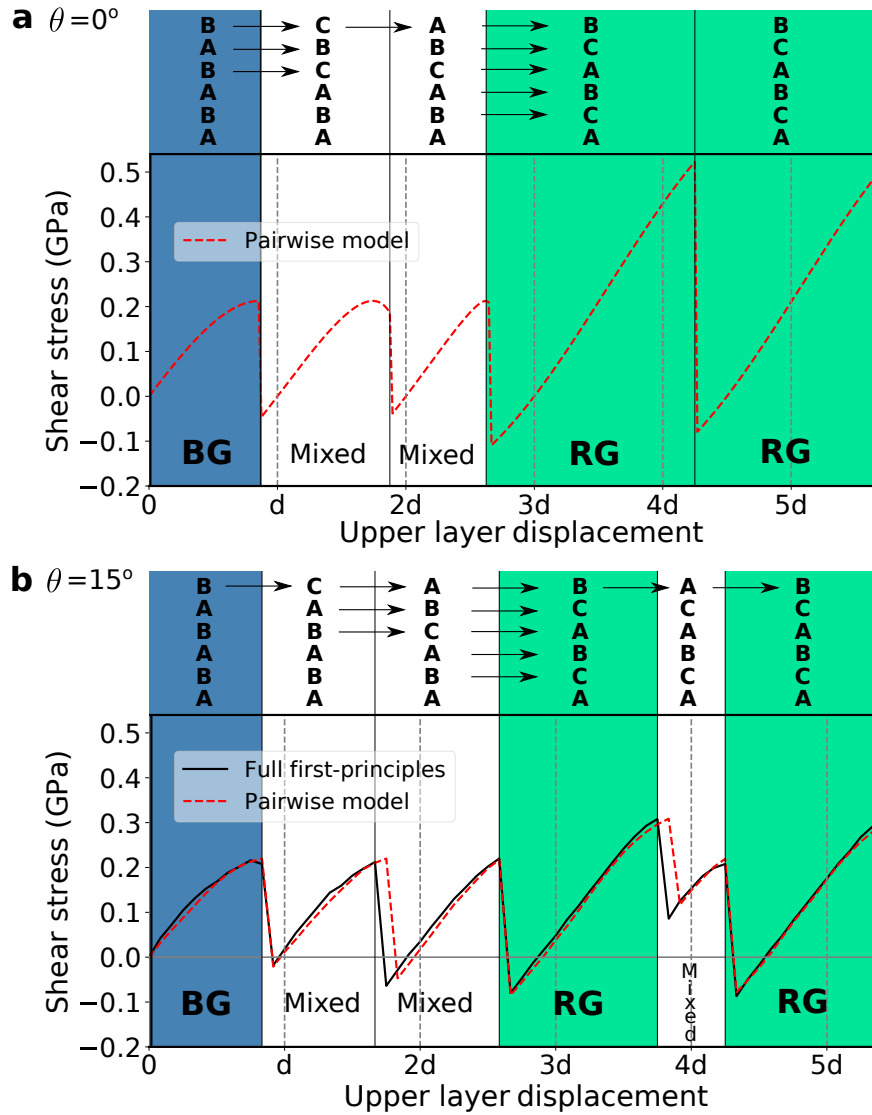 a θ=0°
B C A B B
A B B C C
B C C A A
A A A B B
B B B C C
A A A A A
Shear stress (GPa)
0.5
0.4
0.3
0.2
0.1
0.0
−0.1
−0.2
Pairwise model
BG Mixed Mixed RG RG
0 d 2d 3d 4d 5d
Upper layer displacement
b θ=15°
B C A B A B
A A B C C C
B B C A A A
A A A B B B
B B B C C C
A A A A A A
Shear stress (GPa)
0.5
0.4
0.3
0.2
0.1
0.0
−0.1
−0.2
Full first-principles
Pairwise model
BG Mixed Mixed RG Mixed RG
0 d 2d 3d 4d 5d
Upper layer displacement